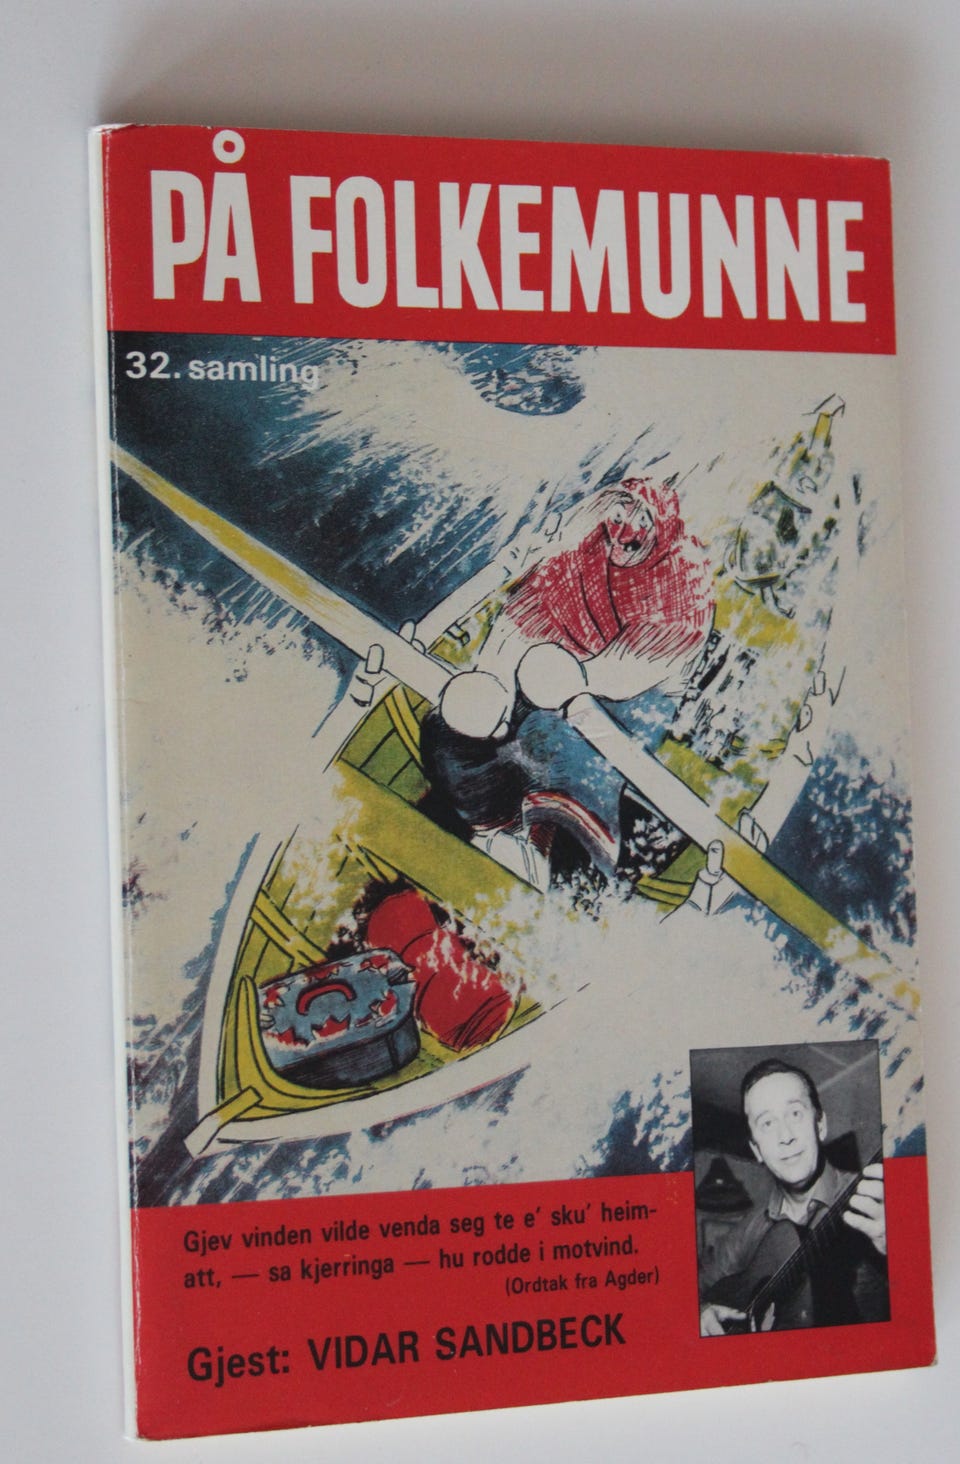 PÅ FOLKEMUNNE
32. samling
Gjev vinden vilde venda seg te e' sku' heim-
att, — sa kjerringa — hu rodde i motvind.
(Ordtak fra Agder)
Gjest: VIDAR SANDBECK